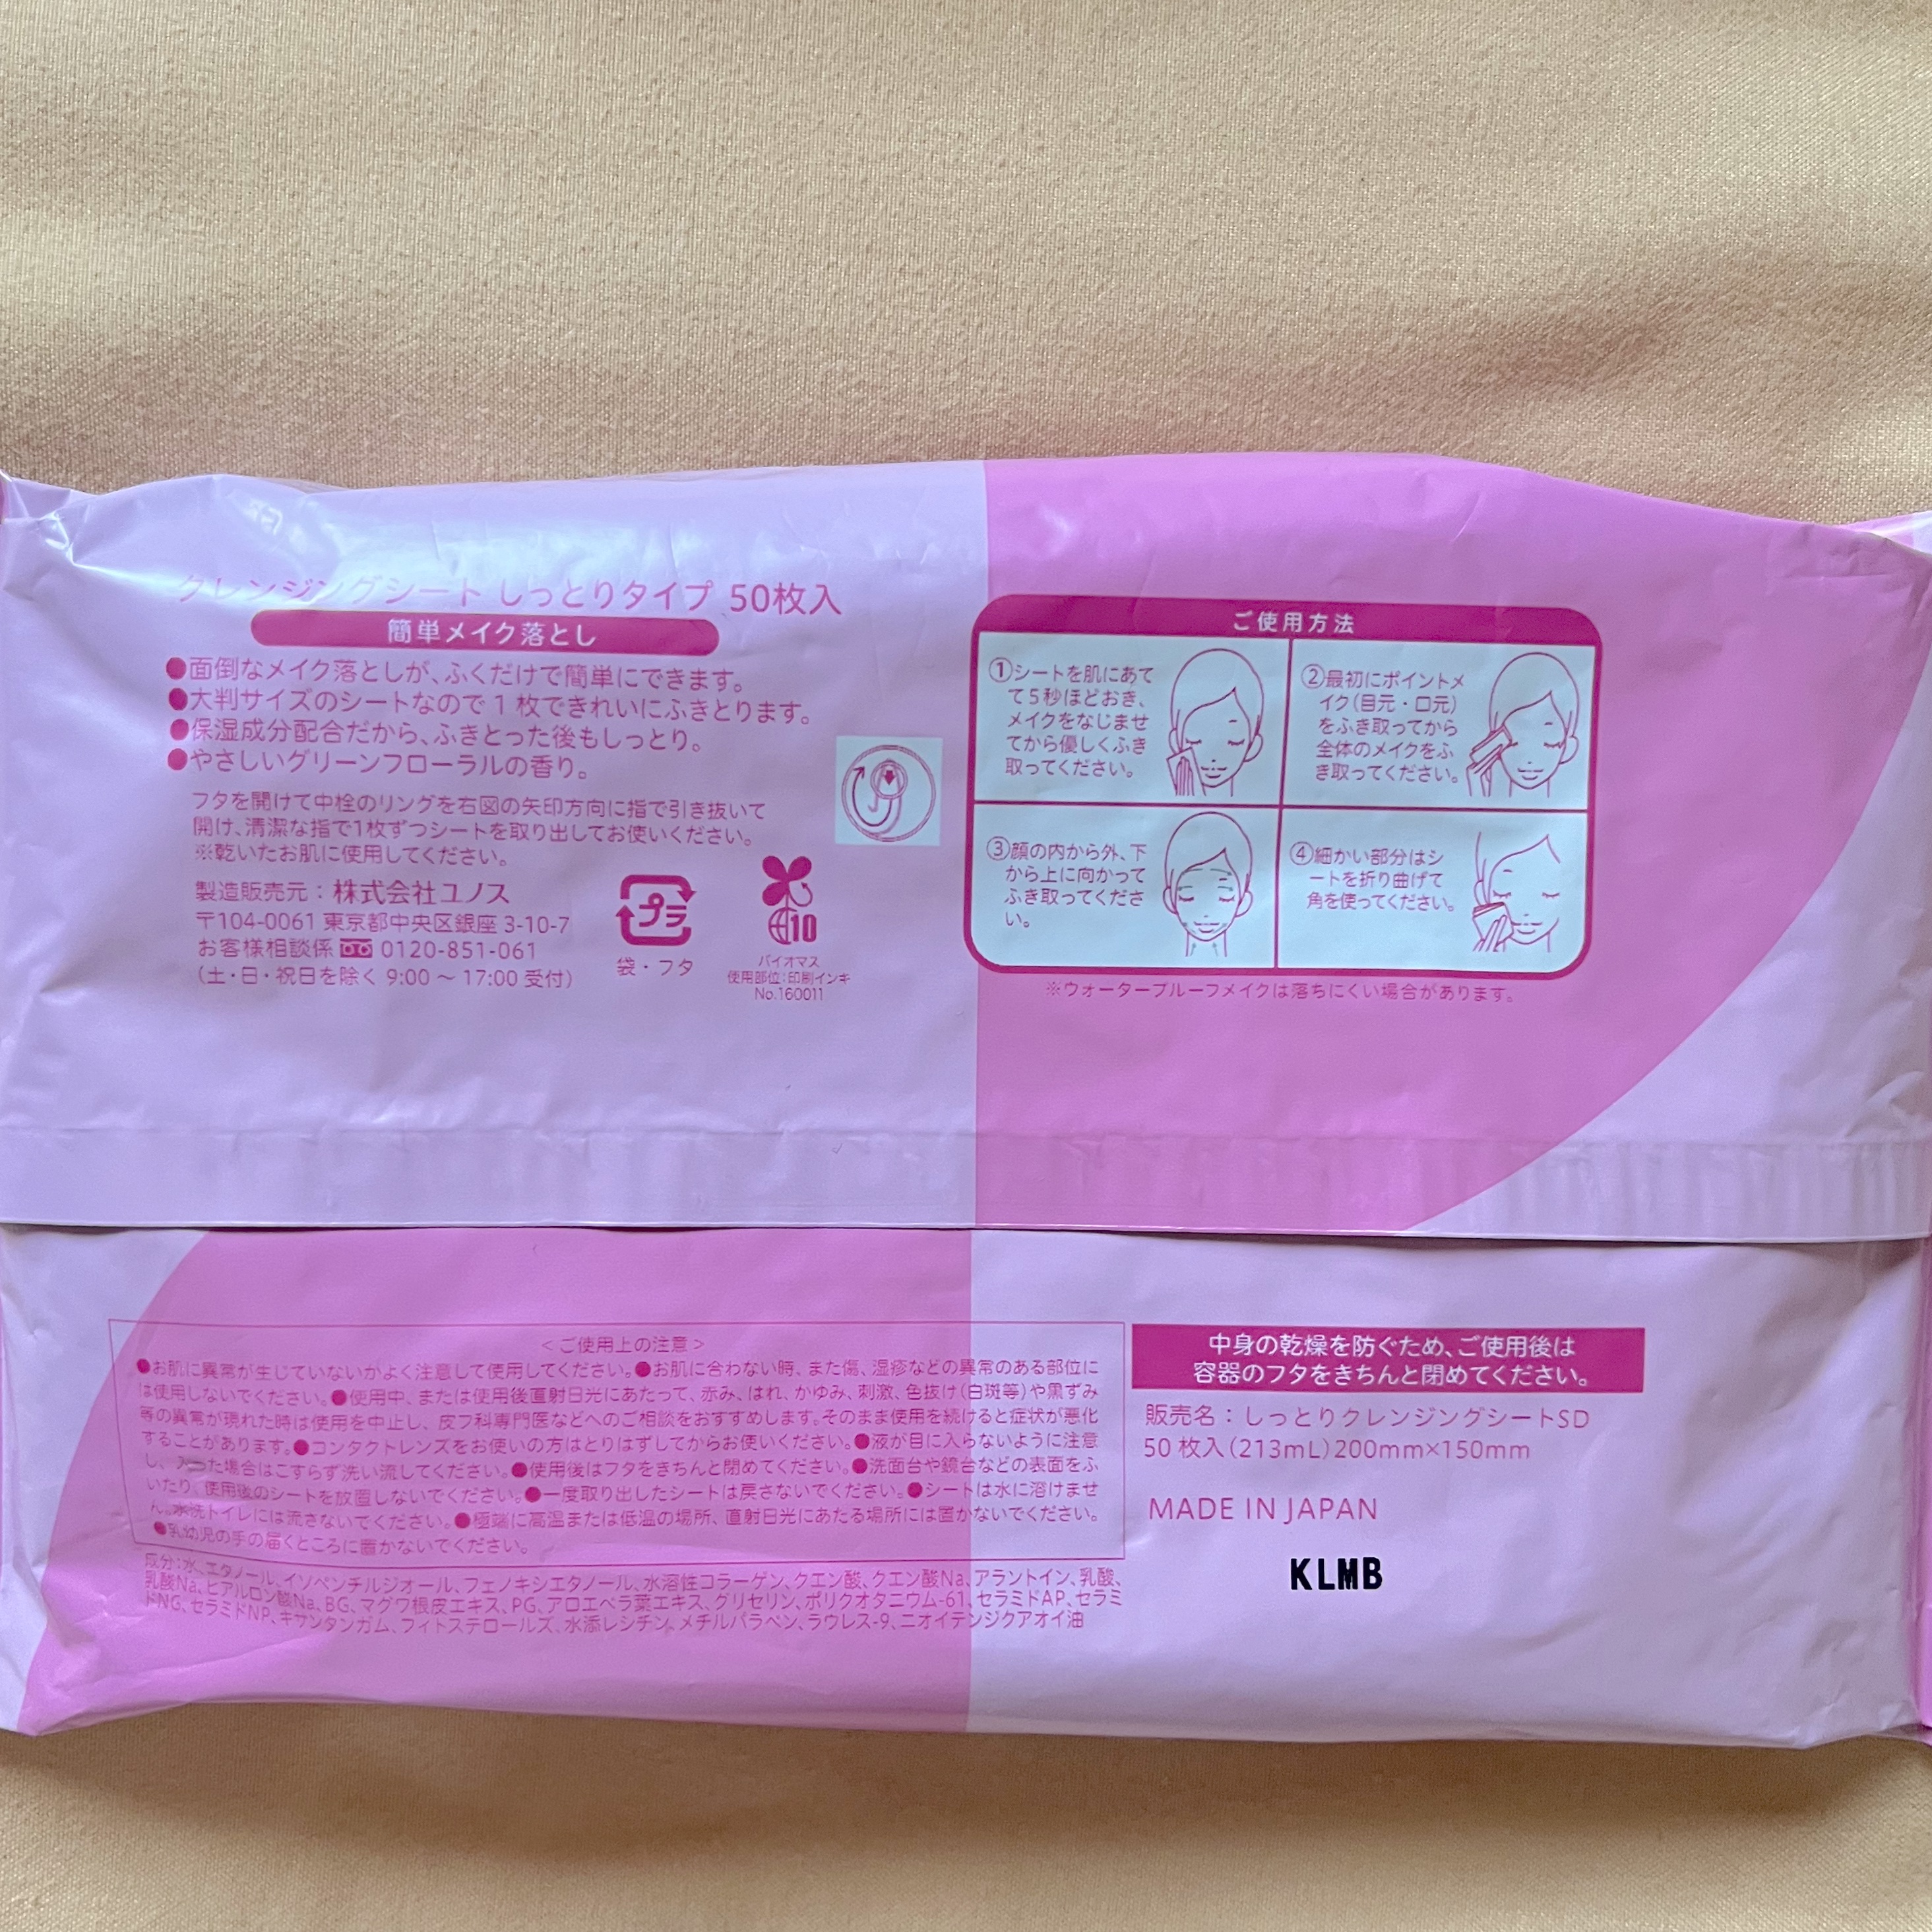 クレンジングシート しっとりタイプ 50枚入
簡単メイク落とし
●面倒なメイク落としが、ふくだけで簡単にできます。
●大判サイズのシートなので1枚できれいにふきとります。
●保湿成分配合だから、ふきとった後もしっとり。
●やさしいグリーンフローラルの香り。
フタを開けて中栓のリングを右図の矢印方向に指で引き抜いて
開け、清潔な指で1枚ずつシートを取り出してお使いください。
※乾いたお肌に使用してください。
製造販売元：株式会社ユノス
〒104-0061 東京都中央区銀座 3-10-7
お客様相談係 0120-851-061
(土・日・祝日を除く 9:00 〜 17:00 受付)
プラ
袋・フタ
10
バイオマス
使用部位:印刷インキ
No.160011
ご使用方法
①シートを肌にあて
て5秒ほどおき、
メイクをなじませ
てから優しくふき
取ってください。
②最初にポイントメ
イク(目元・口元)
をふき取ってから
全体のメイクをふ
き取ってください。
③顔の内から外、下
から上に向かって
ふき取ってくださ
い。
④細かい部分はシ
ートを折り曲げて
角を使ってください。
※ウォータープルーフメイクは落ちにくい場合があります。
＜ご使用上の注意＞
●お肌に異常が生じていないかよく注意して使用してください。●お肌に合わない時、また傷、湿疹などの異常のある部位に
は使用しないでください。●使用中、または使用後直射日光にあたって、赤み、はれ、かゆみ、刺激、色抜け(白斑等)や黒ずみ
等の異常が現れた時は使用を中止し、皮フ科専門医などへのご相談をおすすめします。そのまま使用を続けると症状が悪化
することがあります。●コンタクトレンズをお使いの方はとりはずしてからお使いください。●液が目に入らないように注意
し、入った場合はこすらず洗い流してください。●使用後はフタをきちんと閉めてください。●洗面台や鏡台などの表面をふ
いたり、使用後のシートを放置しないでください。●一度取り出したシートは戻さないでください。●シートは水に溶けませ
ん。水洗トイレには流さないでください。●極端に高温または低温の場所、直射日光にあたる場所には置かないでください。
●乳幼児の手の届くところに置かないでください。
成分：水、エタノール、イソペンチルジオール、フェノキシエタノール、水溶性コラーゲン、クエン酸、クエン酸Na、アラントイン、乳酸、
乳酸Na、ヒアルロン酸Na、BG、マグワ根皮エキス、PG、アロエベラ葉エキス、グリセリン、ポリクオタニウム-61、セラミドAP、セラミ
ドNG、セラミドNP、キサンタンガム、フィトステロールズ、水添レシチン、メチルパラベン、ラウレス-9、ニオイテンジクアオイ油
中身の乾燥を防ぐため、ご使用後は
容器のフタをきちんと閉めてください。
販売名：しっとりクレンジングシートSD
50 枚入(213mL)200mm×150mm
MADE IN JAPAN
KLMB